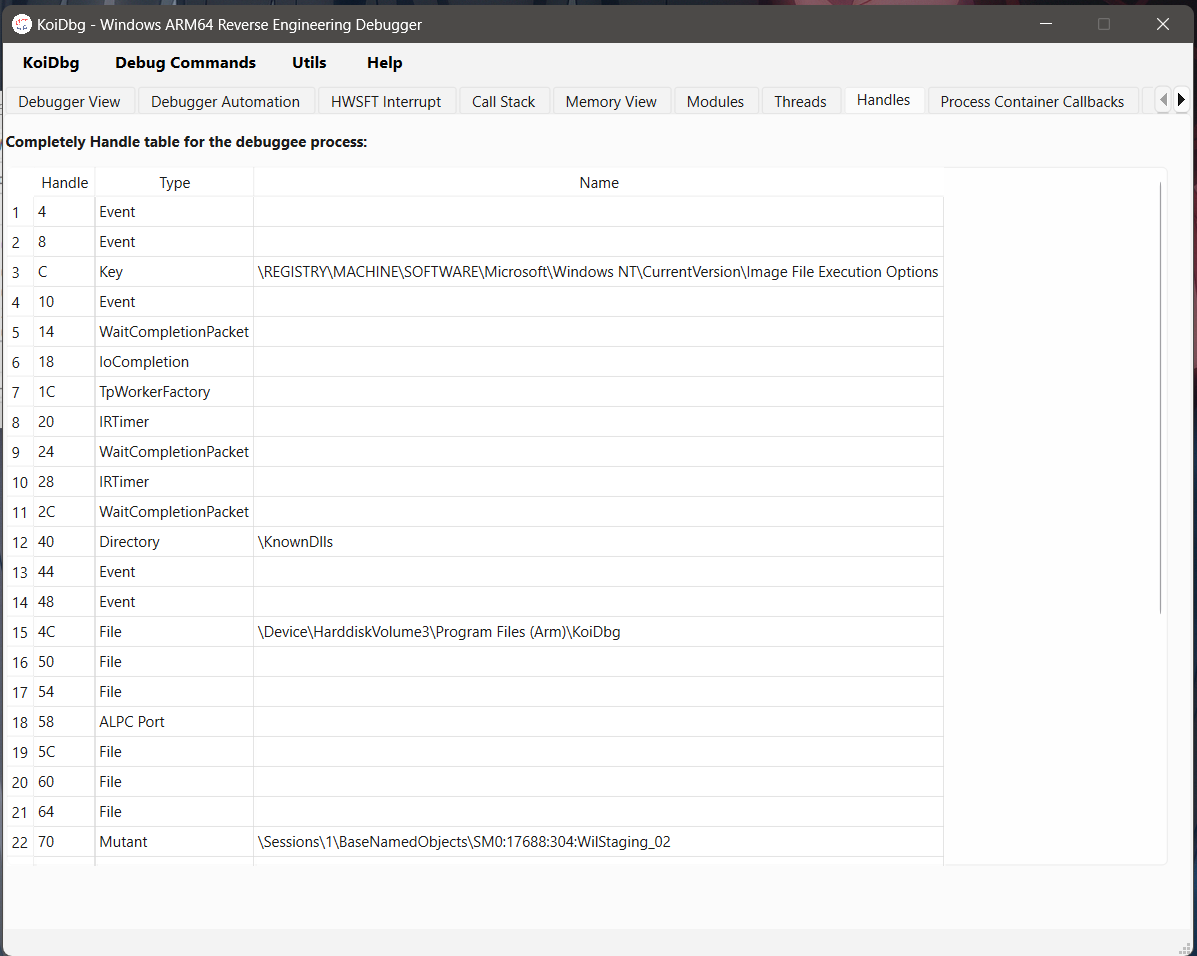 KoiDbg - Windows ARM64 Reverse Engineering Debugger
KoiDbg Debug Commands Utils Help
Debugger View Debugger Automation HWSFT Interrupt Call Stack Memory View Modules Threads Handles Process Container Callbacks
Completely Handle table for the debuggee process:
Handle Type Name
1 4 Event
2 8 Event
3 C Key \REGISTRY\MACHINE\SOFTWARE\Microsoft\Windows NT\CurrentVersion\Image File Execution Options
4 10 Event
5 14 WaitCompletionPacket
6 18 IoCompletion
7 1C TpWorkerFactory
8 20 IRTimer
9 24 WaitCompletionPacket
10 28 IRTimer
11 2C WaitCompletionPacket
12 40 Directory \KnownDlls
13 44 Event
14 48 Event
15 4C File \Device\HarddiskVolume3\Program Files (Arm)\KoiDbg
16 50 File
17 54 File
18 58 ALPC Port
19 5C File
20 60 File
21 64 File
22 70 Mutant \Sessions\1\BaseNamedObjects\SM0:17688:304:WilStaging_02